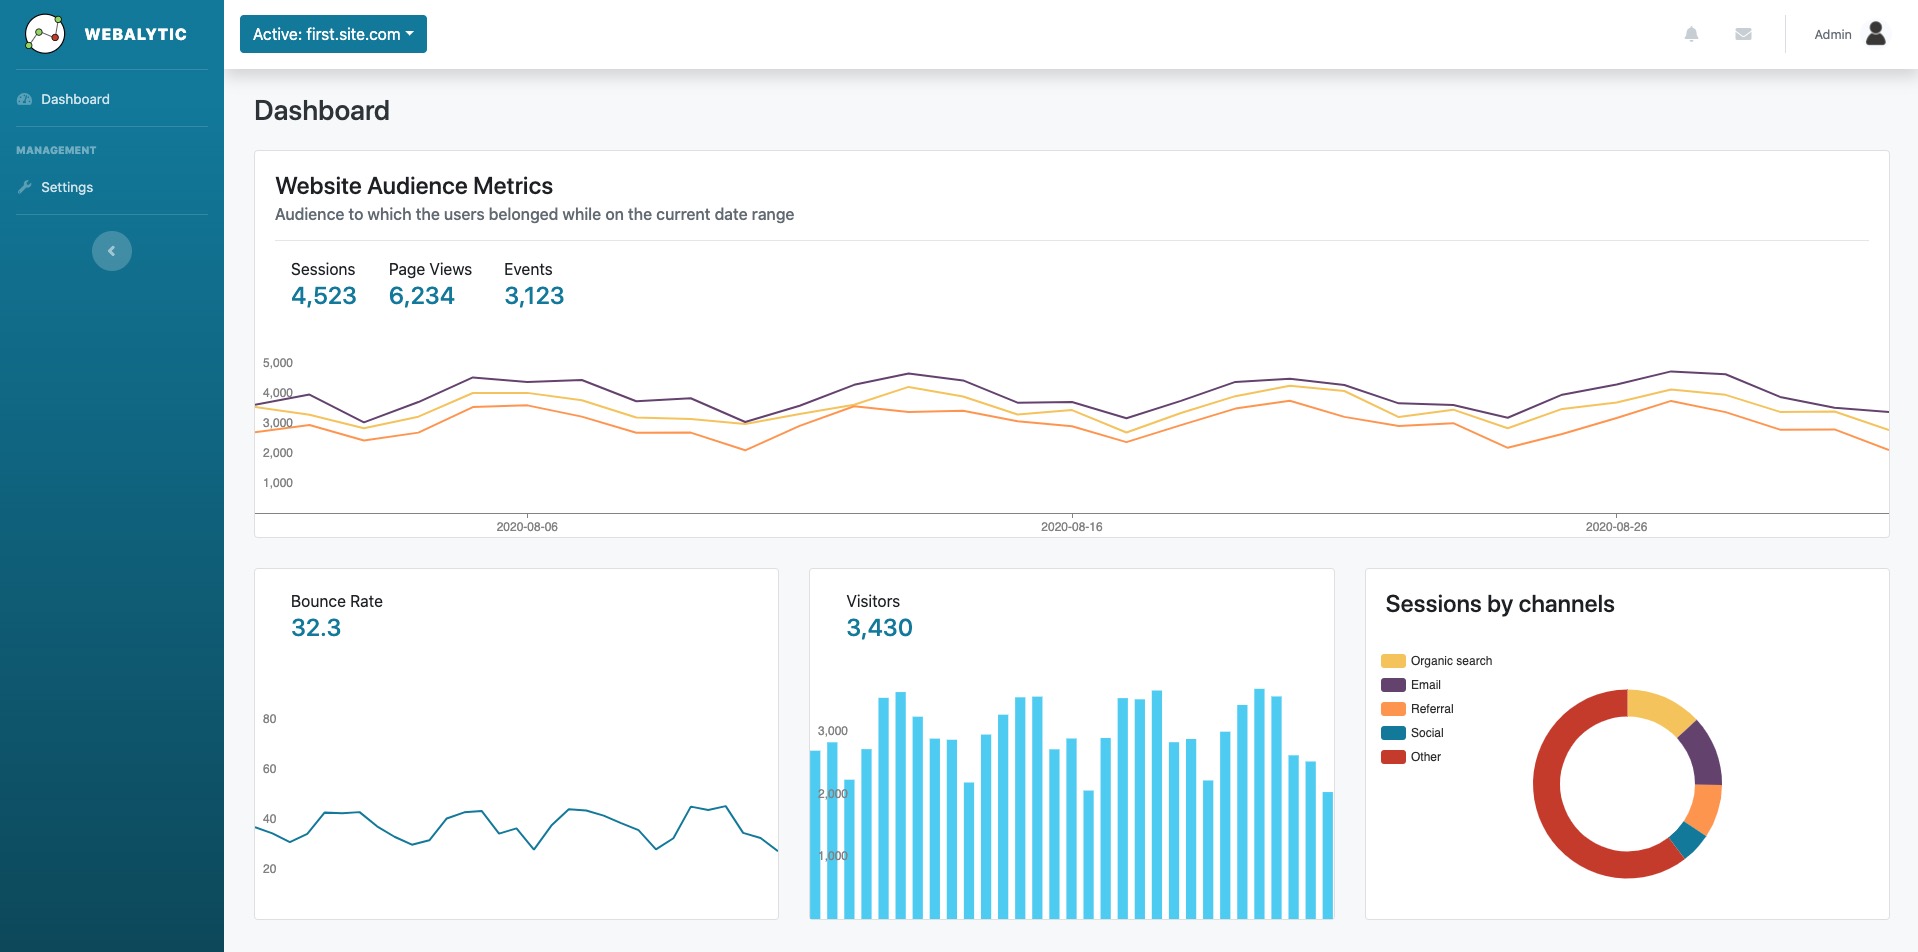 WEBALYTIC
Active: first.site.com
Admin
Dashboard
MANAGEMENT
Settings
Dashboard
Website Audience Metrics
Audience to which the users belonged while on the current date range
Sessions Page Views Events
4,523 6,234 3,123
5,000
4,000
3,000
2,000
1,000
2020-08-06 2020-08-16 2020-08-26
Bounce Rate
32.3
80
60
40
20
Visitors
3,430
3,000
2,000
1,000
Sessions by channels
Organic search
Email
Referral
Social
Other